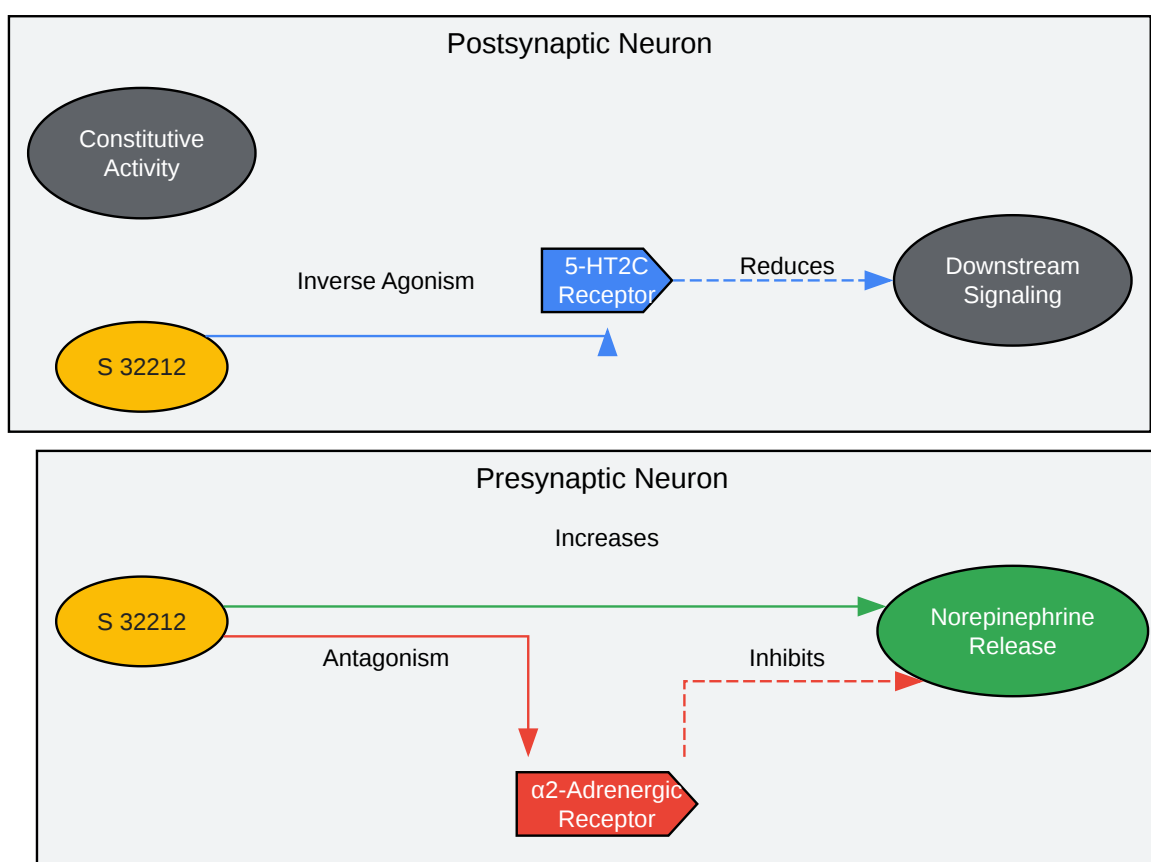 Postsynaptic Neuron
Constitutive
Activity
Inverse Agonism
5-HT2C
Receptor
Reduces
Downstream
Signaling
S 32212
Presynaptic Neuron
Increases
S 32212
Antagonism
Inhibits
Norepinephrine
Release
α2-Adrenergic
Receptor